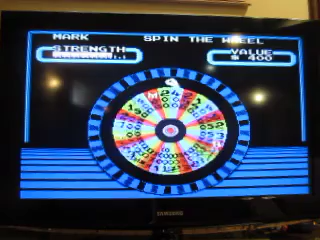 MARK SPIN THE WHEEL
STRENGTH VALUE
$ 400
SAMSUNG